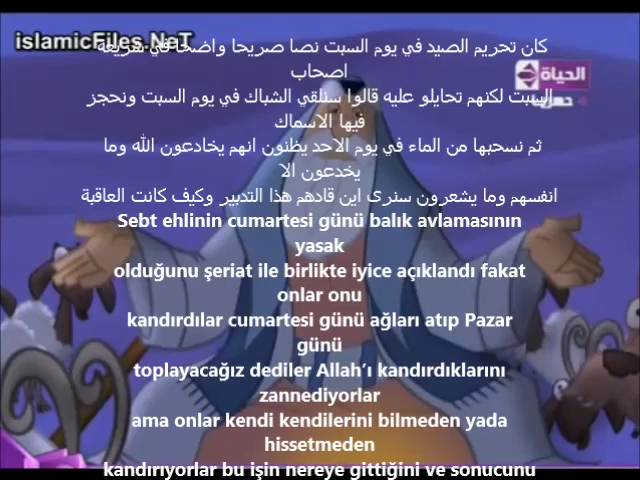 islamicFiles.NeT
كان تحريم الصيد في يوم السبت نصا صريحا واضحا في شريعة
اصحاب
الحياة
السبت لكنهم تحايلو عليه قالوا سنلقي الشباك في يوم السبت ونحجز
فيها الاسماك
ثم نسحبها من الماء في يوم الاحد يظنون انهم يخادعون الله وما
يخدعون الا
انفسهم وما يشعرون سنرى اين قادهم هذا التدبير وكيف كانت العاقبة
Sebt ehlinin cumartesi günü balık avlamasının
yasak
olduğunu şeriat ile birlikte iyice açıklandı fakat
onlar onu
kandırdılar cumartesi günü ağları atıp Pazar
günü
toplayacağız dediler Allah’ı kandırdıklarını
zannediyorlar
ama onlar kendi kendilerini bilmeden yada
hissetmeden
kandırıyorlar bu işin nereye gittiğini ve sonucunu